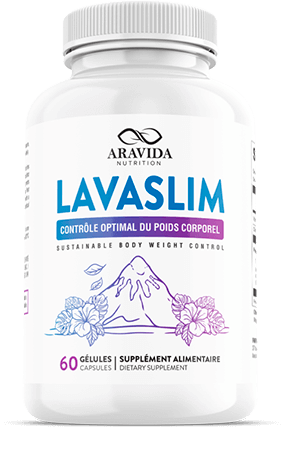 ARAVIDA
NUTRITION
LAVASLIM
CONTRÔLE OPTIMAL DU POIDS CORPOREL
SUSTAINABLE BODY WEIGHT CONTROL
60 GÉLULES | SUPPLÉMENT ALIMENTAIRE
CAPSULES | DIETARY SUPPLEMENT